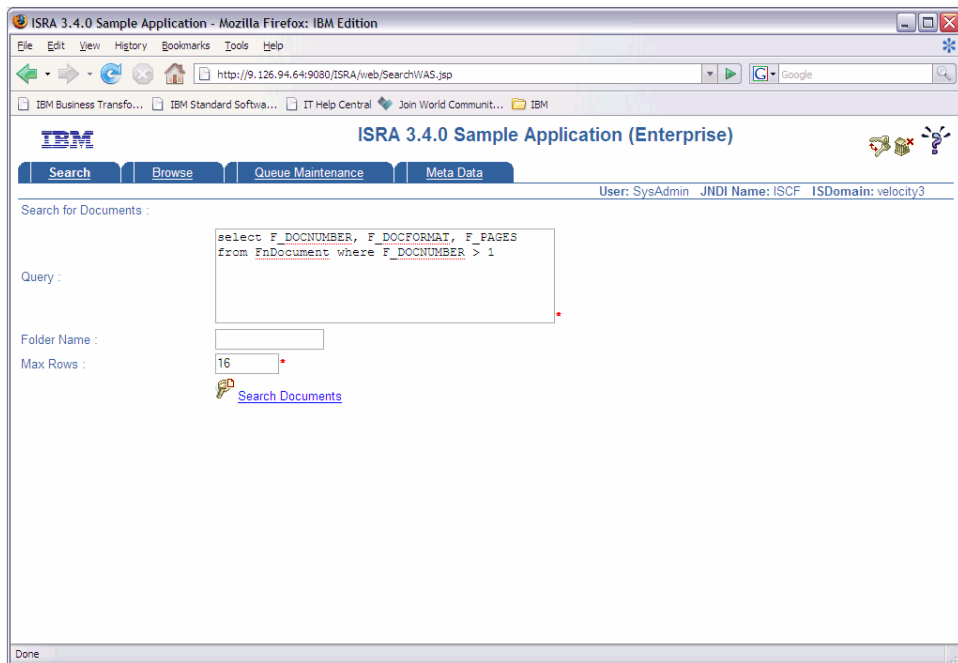 ISRA 3.4.0 Sample Application - Mozilla Firefox: IBM Edition
File Edit View History Bookmarks Tools Help
http://9.126.94.64:9080/ISRA/web/SearchWAS.jsp
G Google
IBM Business Transfo... IBM Standard Softwa... IT Help Central Join World Communit... IBM
IBM
ISRA 3.4.0 Sample Application (Enterprise)
Search Browse Queue Maintenance Meta Data
User: SysAdmin JNDI Name: ISCF ISDomain: velocity3
Search for Documents :
Query :
select F_DOCNUMBER, F_DOCFORMAT, F_PAGES
from FnDocument where F_DOCNUMBER > 1
*
Folder Name :
Max Rows : 16 *
Search Documents
Done